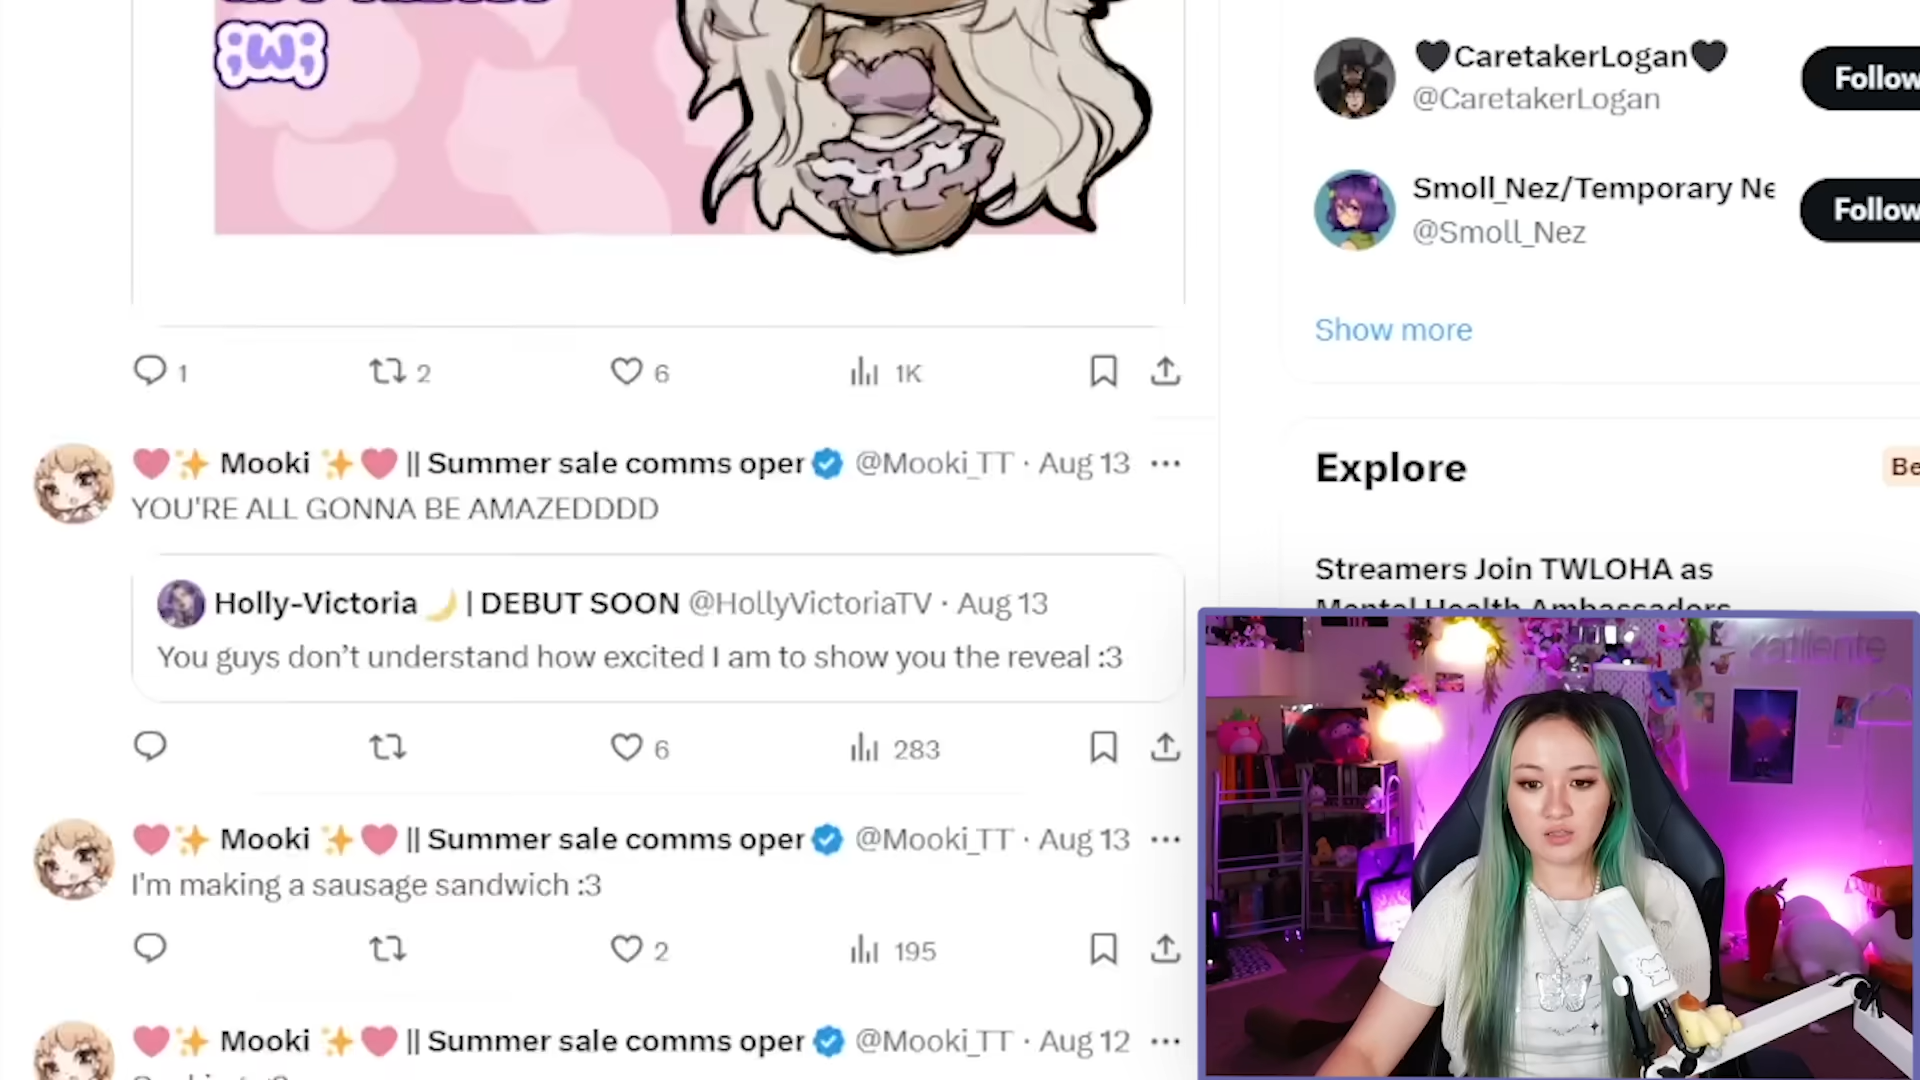 ;W;
1 2 6 1K
🩷✨ Mooki ✨🩷 || Summer sale comms oper @Mooki_TT · Aug 13 ···
YOU'RE ALL GONNA BE AMAZEDDDD
Holly-Victoria 🌙 | DEBUT SOON @HollyVictoriaTV · Aug 13
You guys don’t understand how excited I am to show you the reveal :3
6 283
🩷✨ Mooki ✨🩷 || Summer sale comms oper @Mooki_TT · Aug 13 ···
I'm making a sausage sandwich :3
2 195
🩷✨ Mooki ✨🩷 || Summer sale comms oper @Mooki_TT · Aug 12 ···
🖤CaretakerLogan🖤
@CaretakerLogan
Follow
Smoll_Nez/Temporary Ne
@Smoll_Nez
Follow
Show more
Explore
Be
Streamers Join TWLOHA as
Mental Health Ambassadors